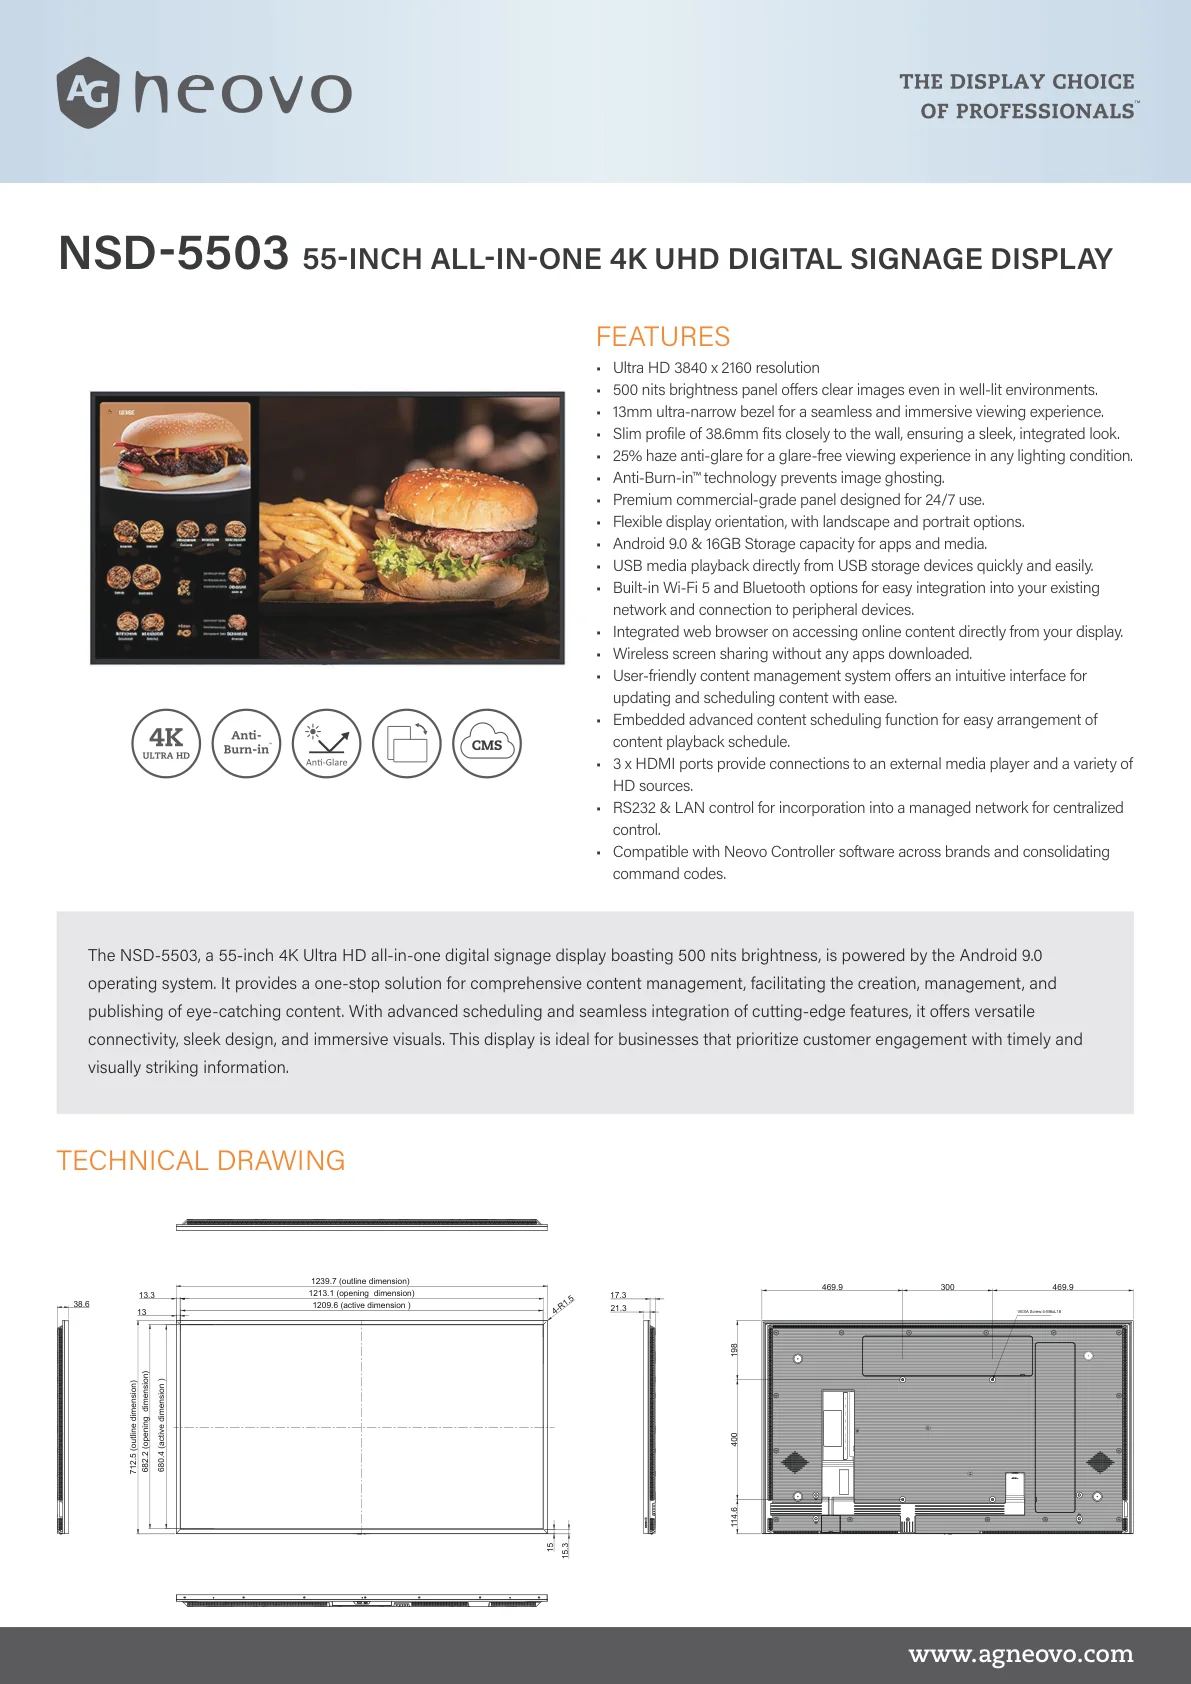 AG neovo
THE DISPLAY CHOICE
OF PROFESSIONALS™
NSD-5503 55-INCH ALL-IN-ONE 4K UHD DIGITAL SIGNAGE DISPLAY
FEATURES
• Ultra HD 3840 x 2160 resolution
• 500 nits brightness panel offers clear images even in well-lit environments.
• 13mm ultra-narrow bezel for a seamless and immersive viewing experience.
• Slim profile of 38.6mm fits closely to the wall, ensuring a sleek, integrated look.
• 25% haze anti-glare for a glare-free viewing experience in any lighting condition.
• Anti-Burn-in™ technology prevents image ghosting.
• Premium commercial-grade panel designed for 24/7 use.
• Flexible display orientation, with landscape and portrait options.
• Android 9.0 & 16GB Storage capacity for apps and media.
• USB media playback directly from USB storage devices quickly and easily.
• Built-in Wi-Fi 5 and Bluetooth options for easy integration into your existing
network and connection to peripheral devices.
• Integrated web browser on accessing online content directly from your display.
• Wireless screen sharing without any apps downloaded.
• User-friendly content management system offers an intuitive interface for
updating and scheduling content with ease.
• Embedded advanced content scheduling function for easy arrangement of
content playback schedule.
• 3 x HDMI ports provide connections to an external media player and a variety of
HD sources.
• RS232 & LAN control for incorporation into a managed network for centralized
control.
• Compatible with Neovo Controller software across brands and consolidating
command codes.
4K
ULTRA HD
Anti-
Burn-in™
Anti-Glare
CMS
The NSD-5503, a 55-inch 4K Ultra HD all-in-one digital signage display boasting 500 nits brightness, is powered by the Android 9.0
operating system. It provides a one-stop solution for comprehensive content management, facilitating the creation, management, and
publishing of eye-catching content. With advanced scheduling and seamless integration of cutting-edge features, it offers versatile
connectivity, sleek design, and immersive visuals. This display is ideal for businesses that prioritize customer engagement with timely and
visually striking information.
TECHNICAL DRAWING
38.6
1239.7 (outline dimension)
1213.1 (opening dimension)
1209.6 (active dimension )
13.3
13
4-R1.5
712.5 (outline dimension)
682.2 (opening dimension)
680.4 (active dimension )
15
15.3
17.3
21.3
469.9
300
469.9
198
400
114.6
www.agneovo.com